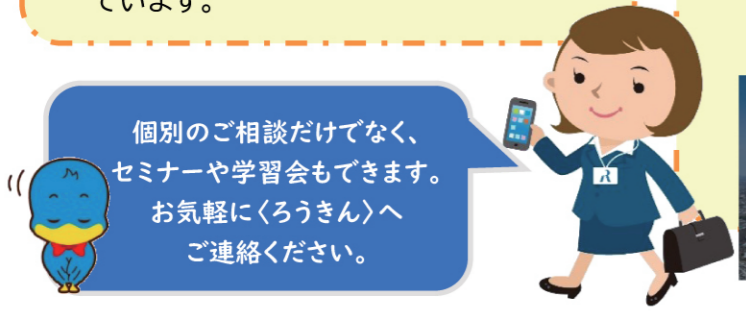 ています。
個別のご相談だけでなく、
セミナーや学習会もできます。
お気軽に〈ろうきん〉へ
ご連絡ください。
R